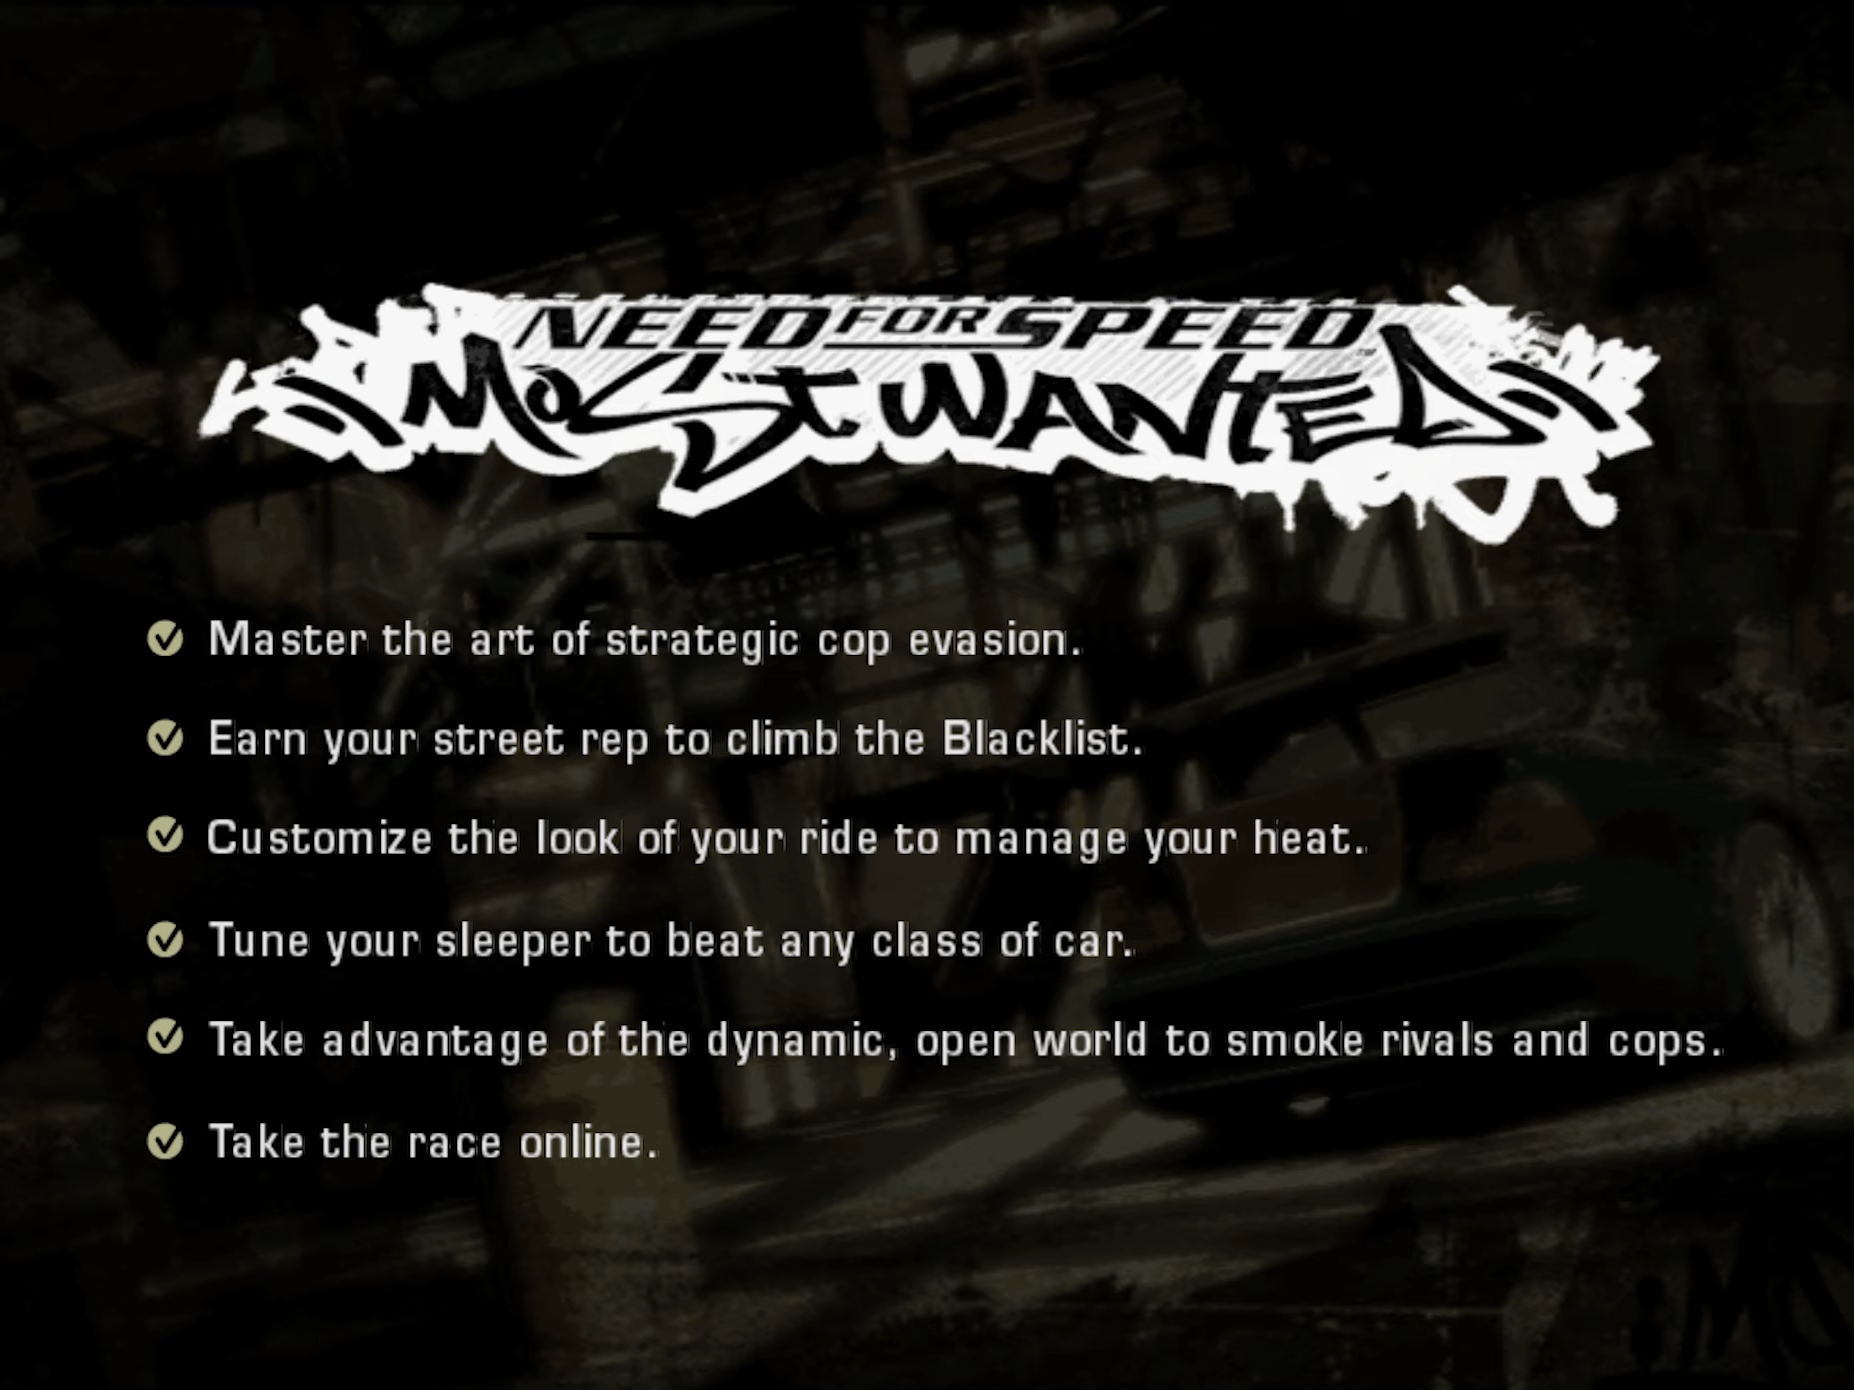 NEED FOR SPEED™
MOST WANTED
Master the art of strategic cop evasion.
Earn your street rep to climb the Blacklist.
Customize the look of your ride to manage your heat.
Tune your sleeper to beat any class of car.
Take advantage of the dynamic, open world to smoke rivals and cops.
Take the race online.